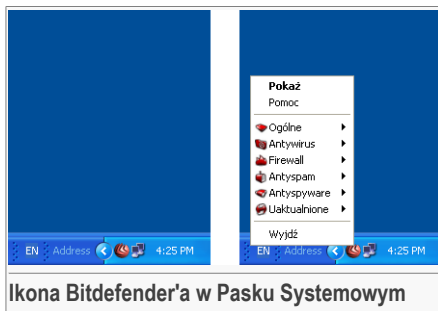 Pokaż
Pomoc
Ogólne
Antywirus
Firewall
Antyspam
Antyspyware
Uaktualnione
Wyjdź
EN Address 4:25 PM
EN Address 4:25 PM
Ikona Bitdefender'a w Pasku Systemowym